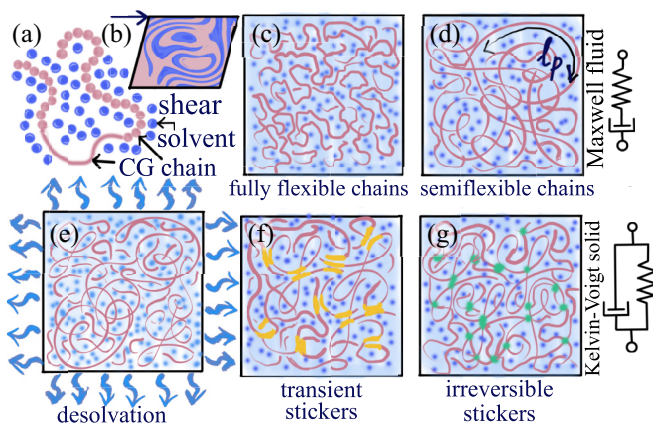 (a)
(b)
shear
solvent
CG chain
(c)
fully flexible chains
(d)
lp
semiflexible chains
Maxwell fluid
(e)
desolvation
(f)
transient
stickers
(g)
irreversible
stickers
Kelvin-Voigt solid